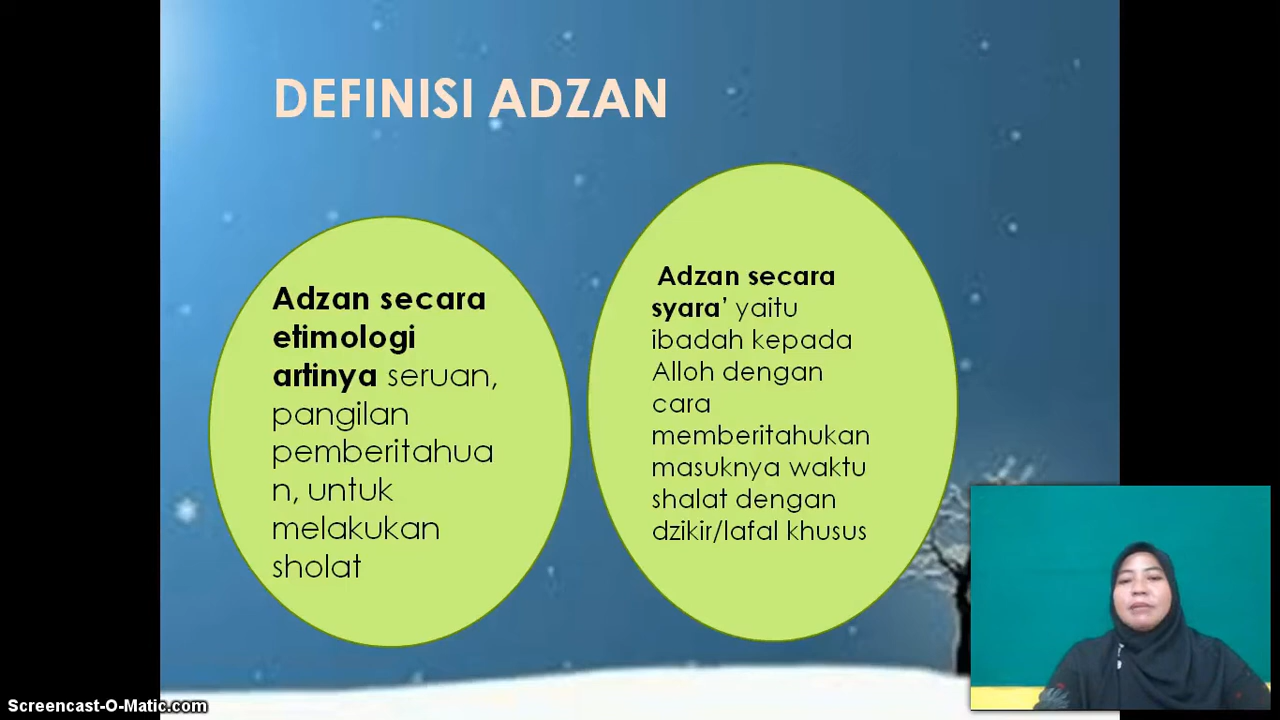 DEFINISI ADZAN
Adzan secara
etimologi
artinya seruan,
pangilan
pemberitahua
n, untuk
melakukan
sholat
Adzan secara
syara’ yaitu
ibadah kepada
Alloh dengan
cara
memberitahukan
masuknya waktu
shalat dengan
dzikir/lafal khusus
Screencast-O-Matic.com